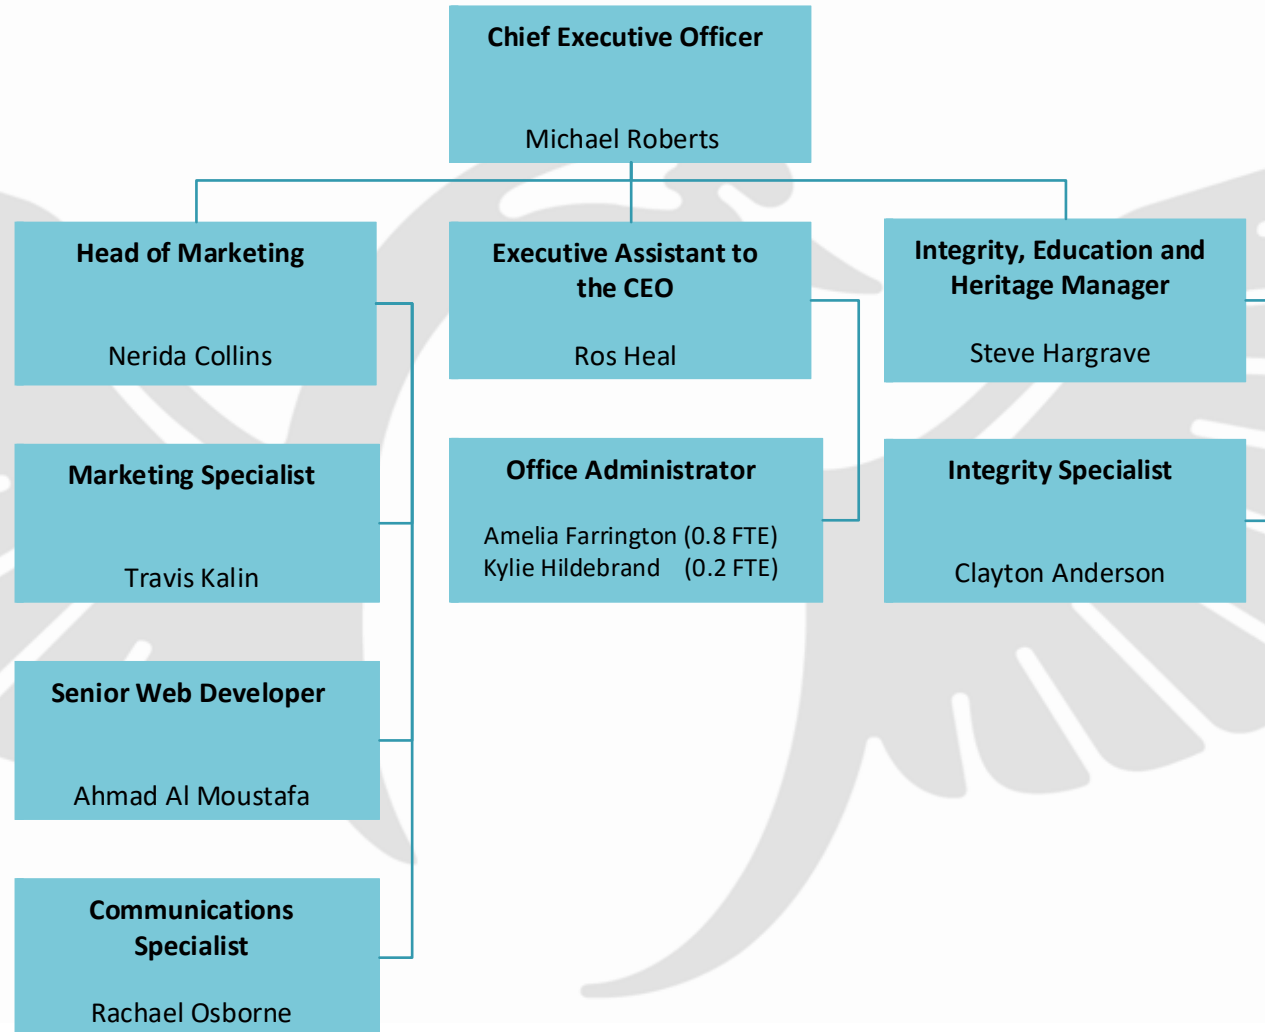 Chief Executive Officer
Michael Roberts
Head of Marketing
Nerida Collins
Executive Assistant to
the CEO
Ros Heal
Integrity, Education and
Heritage Manager
Steve Hargrave
Marketing Specialist
Travis Kalin
Office Administrator
Amelia Farrington (0.8 FTE)
Kylie Hildebrand (0.2 FTE)
Integrity Specialist
Clayton Anderson
Senior Web Developer
Ahmad Al Moustafa
Communications
Specialist
Rachael Osborne